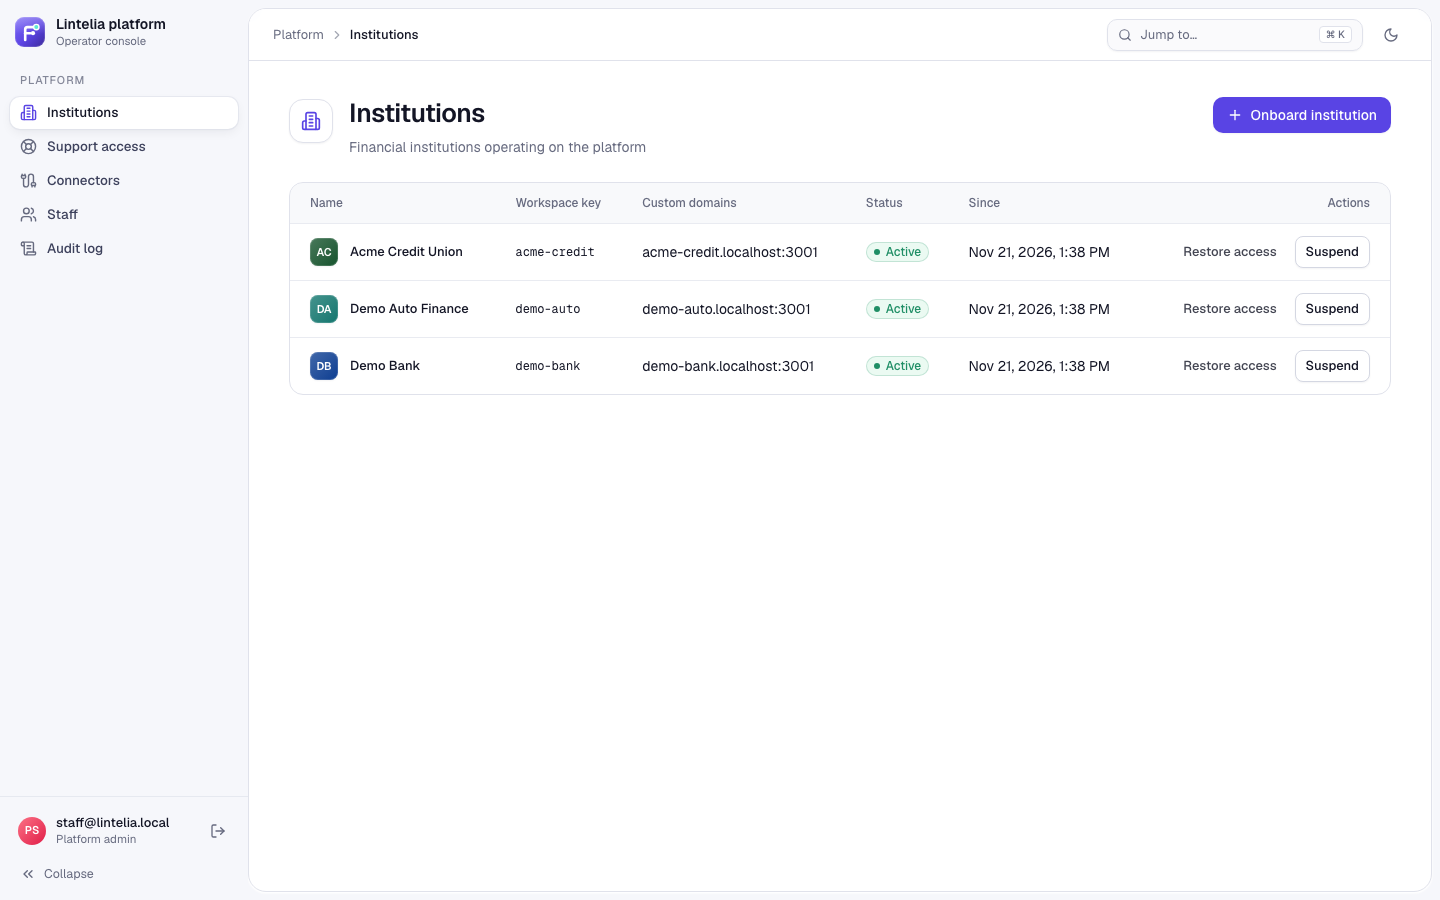 Lintelia platform
Operator console
PLATFORM
Institutions
Support access
Connectors
Staff
Audit log
PS
staff@lintelia.local
Platform admin
Collapse
Platform > Institutions
Jump to...
⌘ K
Institutions
Financial institutions operating on the platform
+ Onboard institution
Name Workspace key Custom domains Status Since Actions
AC Acme Credit Union acme-credit acme-credit.localhost:3001 Active Nov 21, 2026, 1:38 PM Restore access Suspend
DA Demo Auto Finance demo-auto demo-auto.localhost:3001 Active Nov 21, 2026, 1:38 PM Restore access Suspend
DB Demo Bank demo-bank demo-bank.localhost:3001 Active Nov 21, 2026, 1:38 PM Restore access Suspend